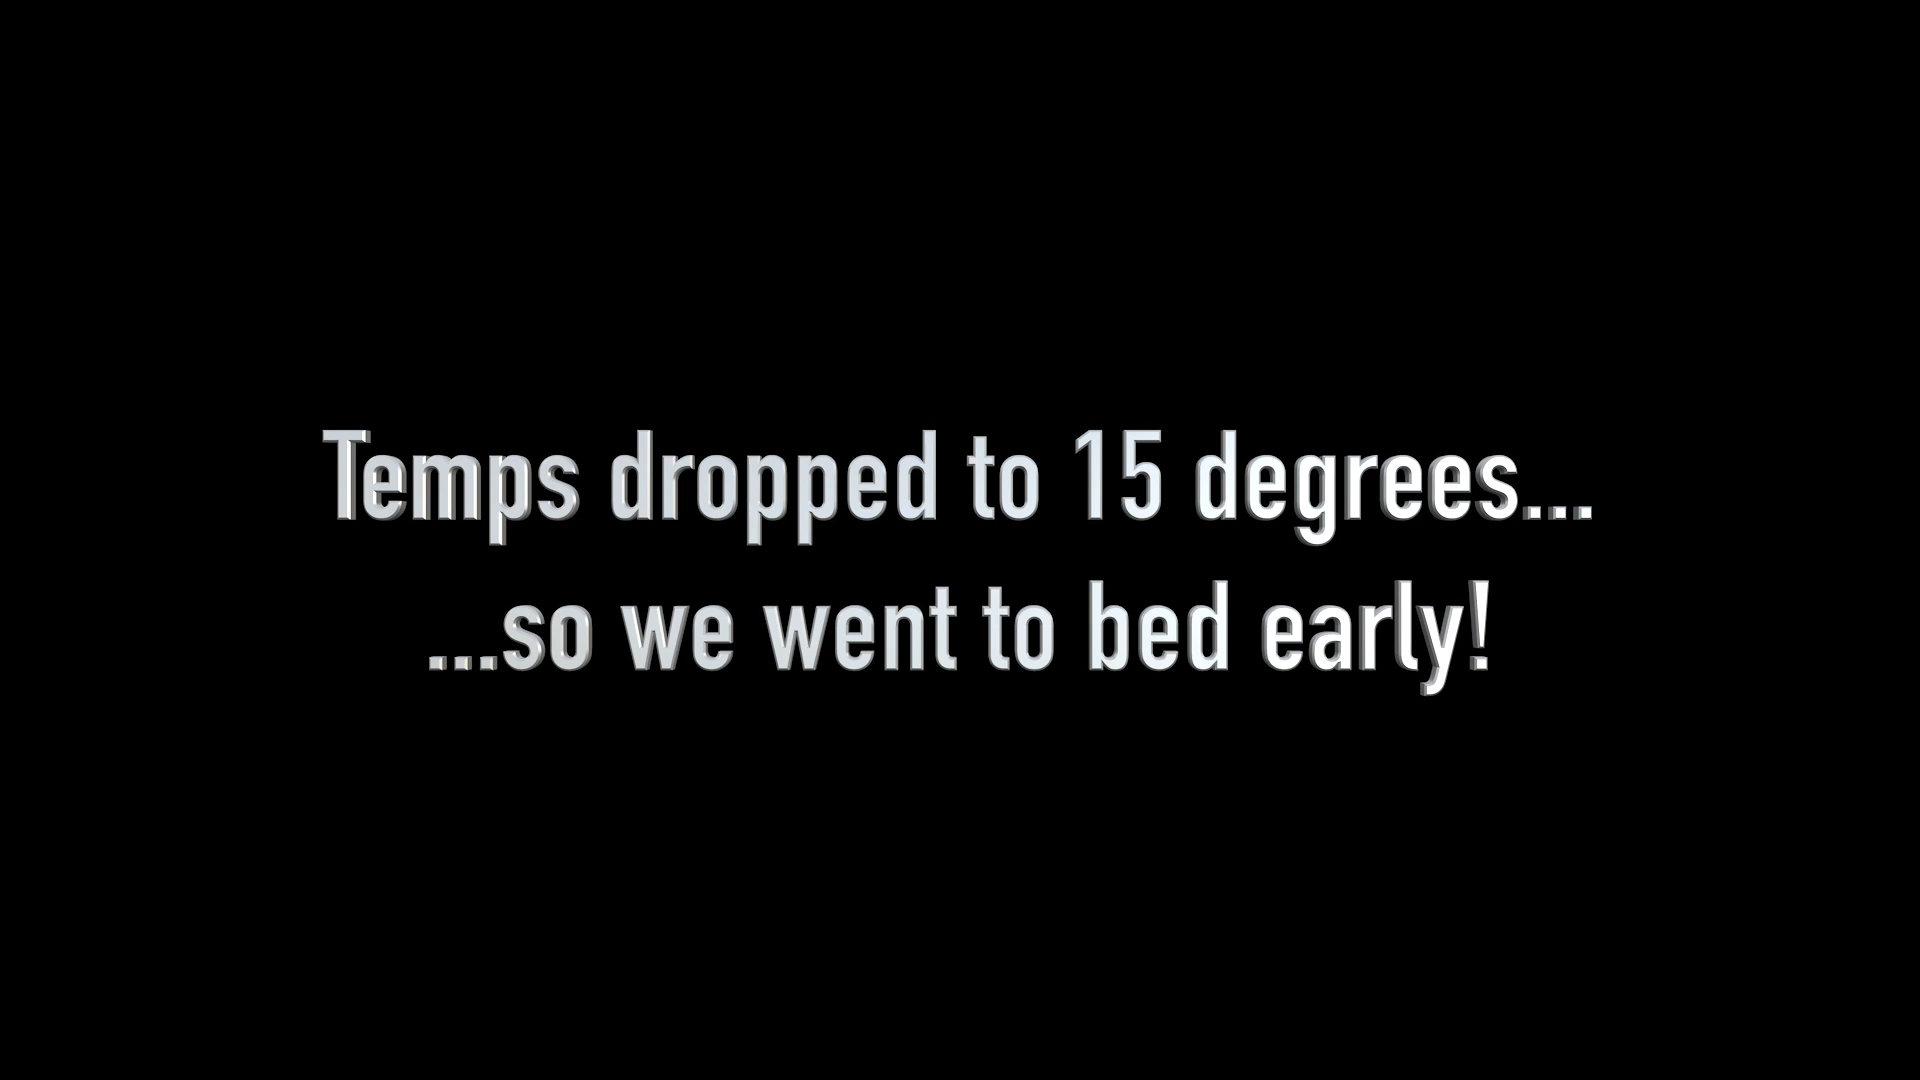 Temps dropped to 15 degrees...
...so we went to bed early!